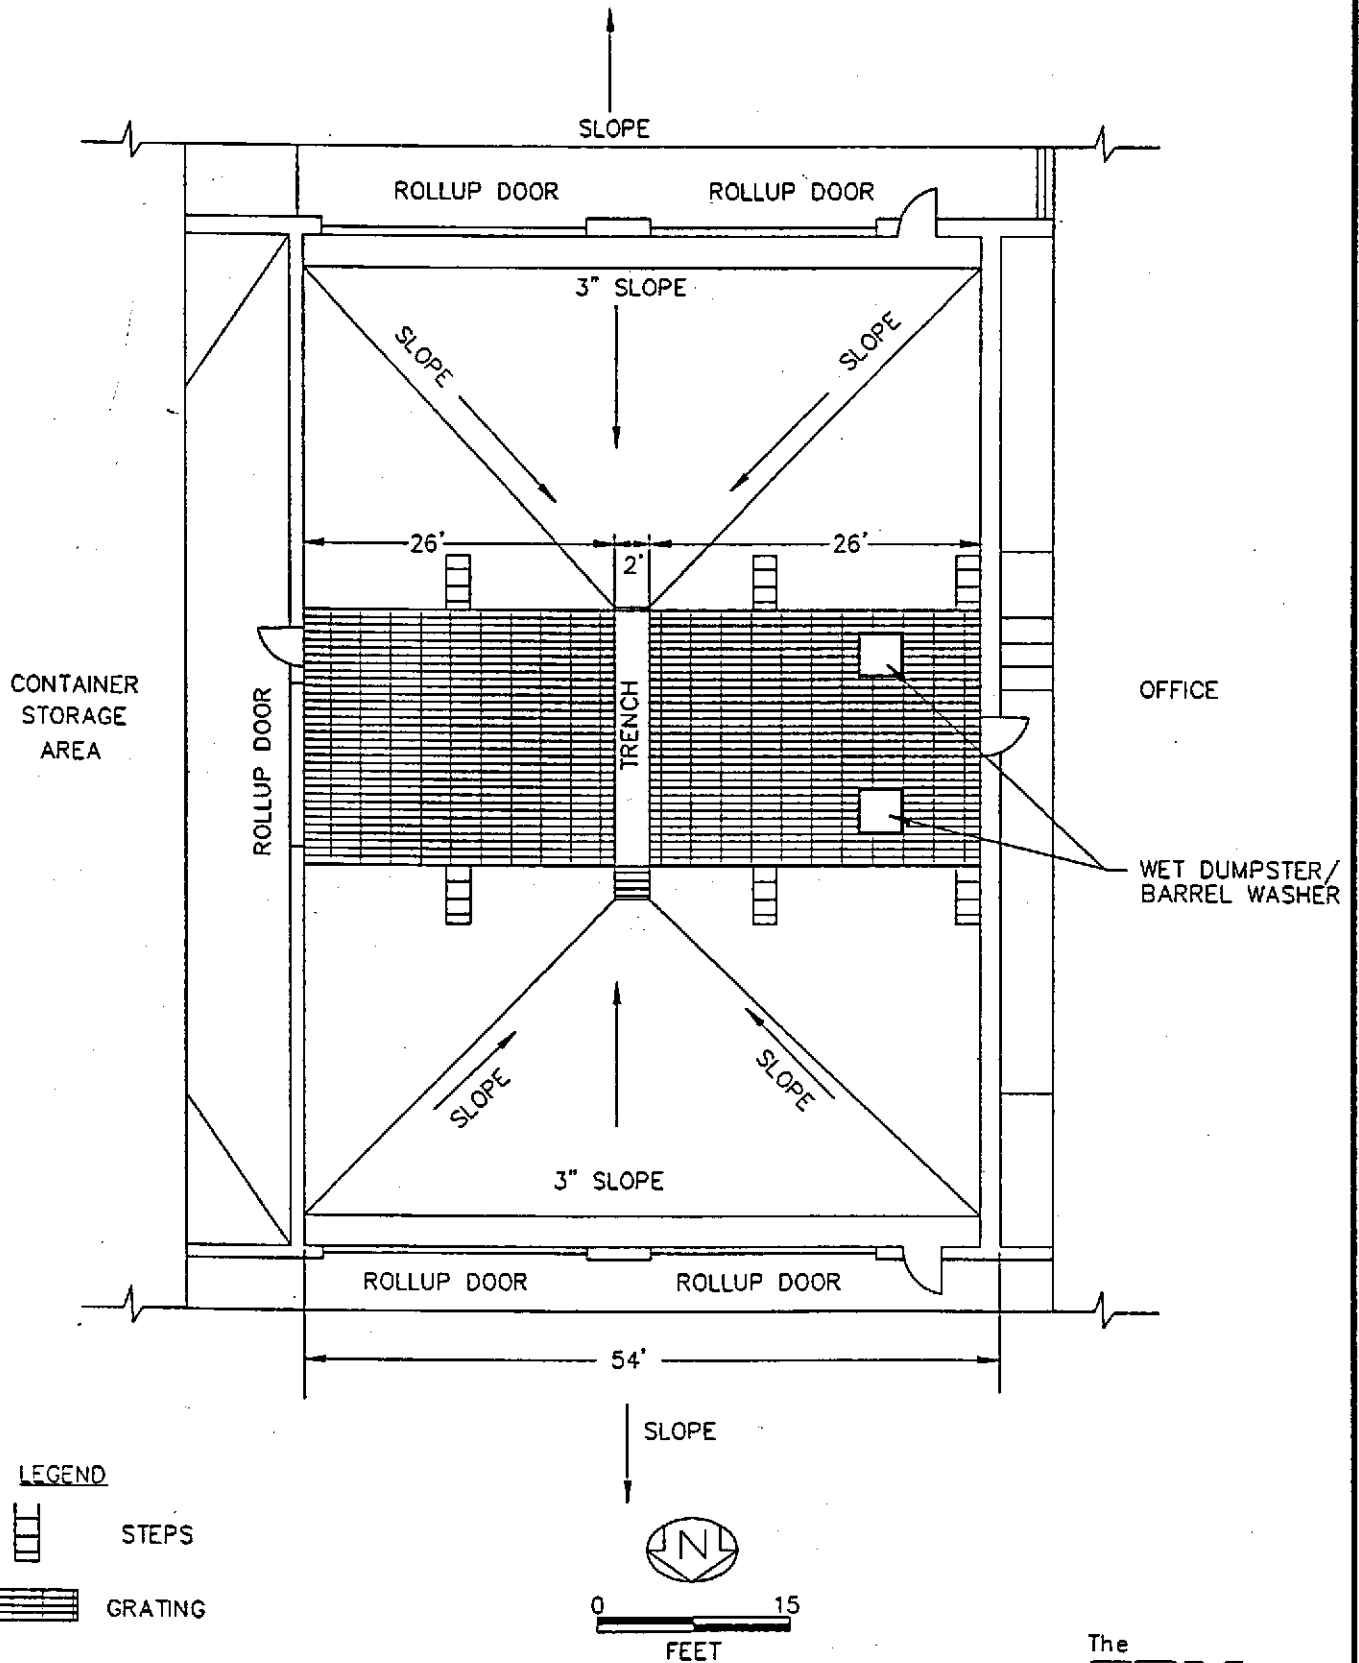 SLOPE
ROLLUP DOOR
ROLLUP DOOR
3" SLOPE
SLOPE
SLOPE
26'
2'
26'
CONTAINER
STORAGE
AREA
ROLLUP DOOR
TRENCH
OFFICE
WET DUMPSTER/
BARREL WASHER
SLOPE
SLOPE
3" SLOPE
ROLLUP DOOR
ROLLUP DOOR
54'
SLOPE
LEGEND
STEPS
GRATING
N
0 15
FEET
The